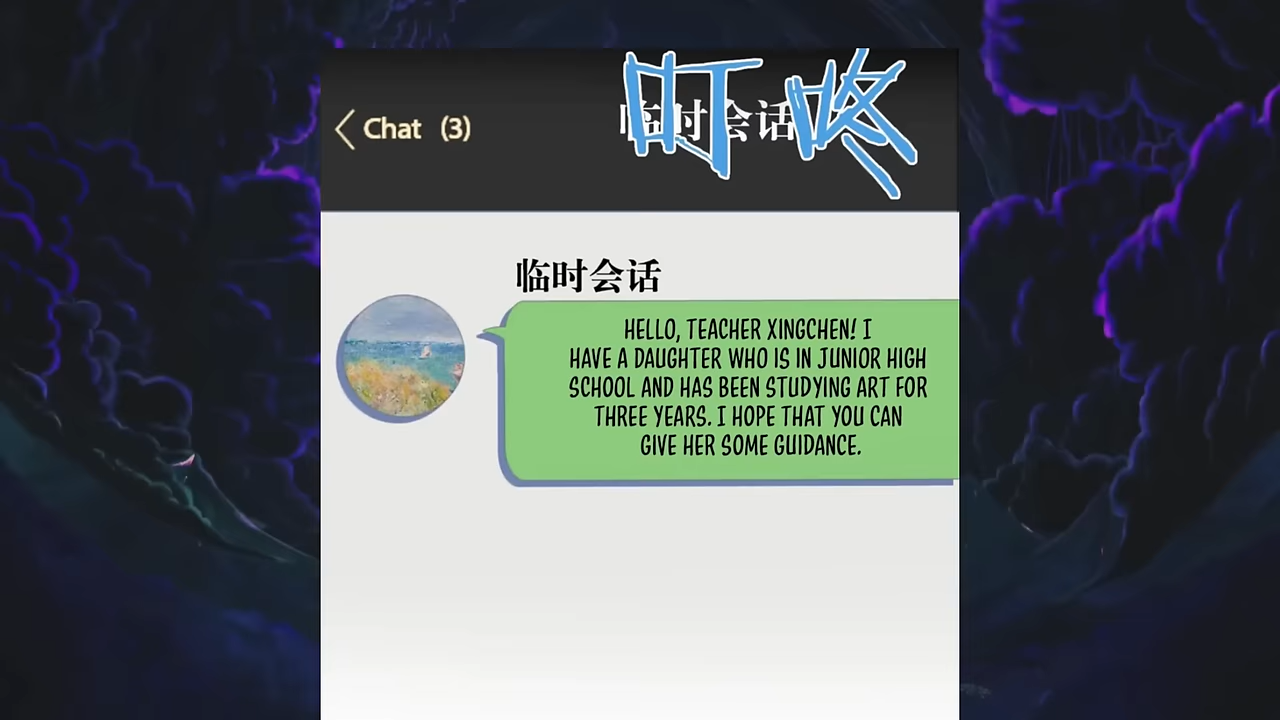 叮咚
Chat (3)
临时会话
临时会话
HELLO, TEACHER XINGCHEN! I
HAVE A DAUGHTER WHO IS IN JUNIOR HIGH
SCHOOL AND HAS BEEN STUDYING ART FOR
THREE YEARS. I HOPE THAT YOU CAN
GIVE HER SOME GUIDANCE.